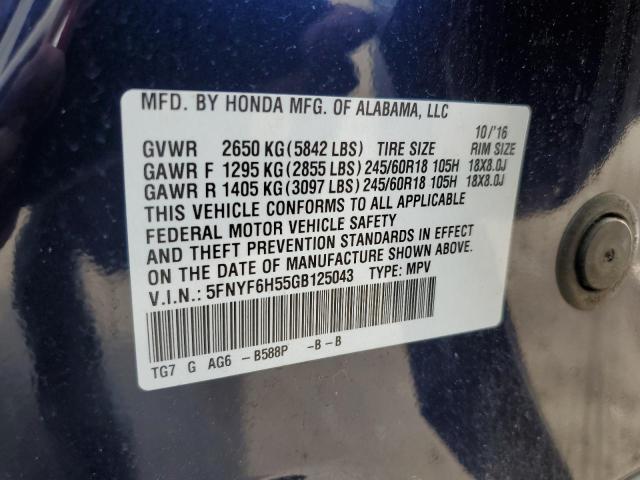 MFD. BY HONDA MFG. OF ALABAMA, LLC
10/'16
GVWR 2650 KG(5842 LBS) TIRE SIZE RIM SIZE
GAWR F 1295 KG(2855 LBS) 245/60R18 105H 18X8.0J
GAWR R 1405 KG(3097 LBS) 245/60R18 105H 18X8.0J
THIS VEHICLE CONFORMS TO ALL APPLICABLE
FEDERAL MOTOR VEHICLE SAFETY
AND THEFT PREVENTION STANDARDS IN EFFECT
ON THE DATE OF MANUFACTURE SHOWN ABOVE.
V.I.N.: 5FNYF6H55GB125043 TYPE: MPV
TG7 G AG6 -B588P -B-B